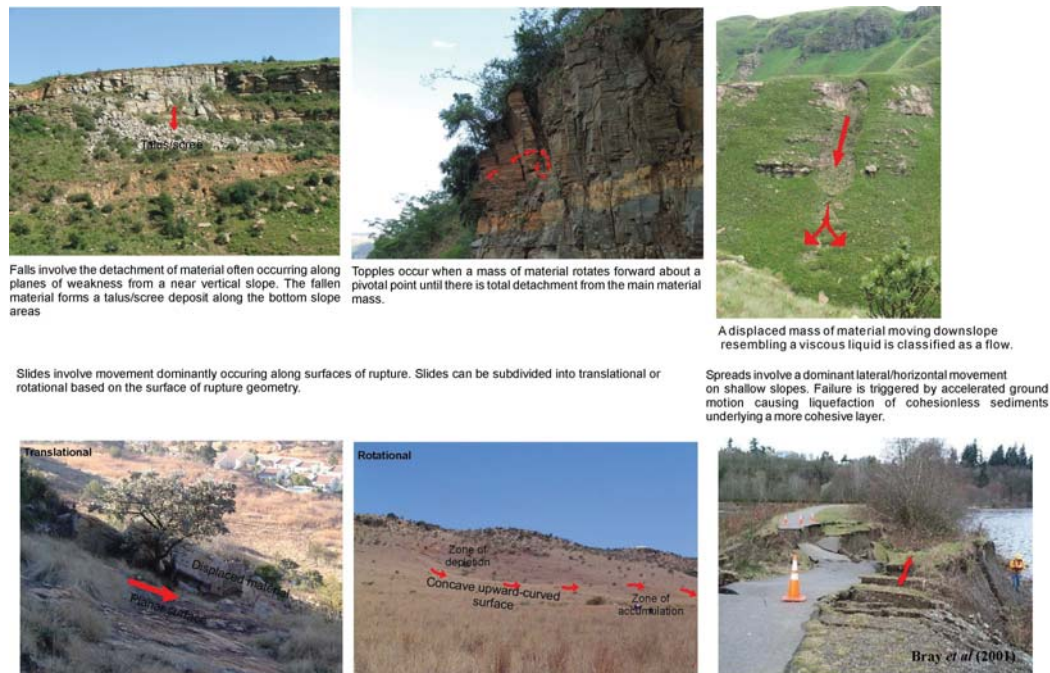 Talus/scree
Falls involve the detachment of material often occurring along
planes of weakness from a near vertical slope. The fallen
material forms a talus/scree deposit along the bottom slope
areas
Topples occur when a mass of material rotates forward about a
pivotal point until there is total detachment from the main material
mass.
A displaced mass of material moving downslope
resembling a viscous liquid is classified as a flow.
Slides involve movement dominantly occuring along surfaces of rupture. Slides can be subdivided into translational or
rotational based on the surface of rupture geometry.
Spreads involve a dominant lateral/horizontal movement
on shallow slopes. Failure is triggered by accelerated ground
motion causing liquefaction of cohesionless sediments
underlying a more cohesive layer.
Translational
Displaced material
Planar surface
Rotational
Zone of
depletion
Concave upward-curved
surface
Zone of
accumulation
Bray et al (2001)